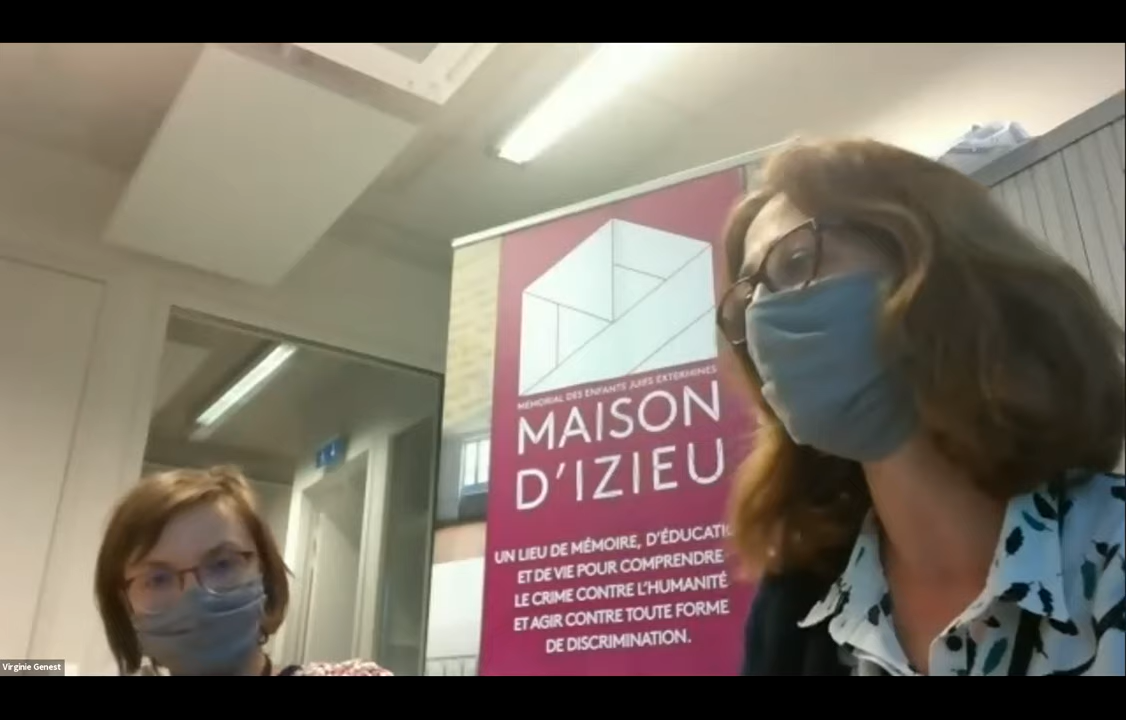 MÉMORIAL DES ENFANTS JUIFS EXTERMINÉS
MAISON
D'IZIEU
UN LIEU DE MÉMOIRE, D'ÉDUCATI
ET DE VIE POUR COMPRENDRE
LE CRIME CONTRE L'HUMANITÉ
ET AGIR CONTRE TOUTE FORME
DE DISCRIMINATION.
Virginie Genest